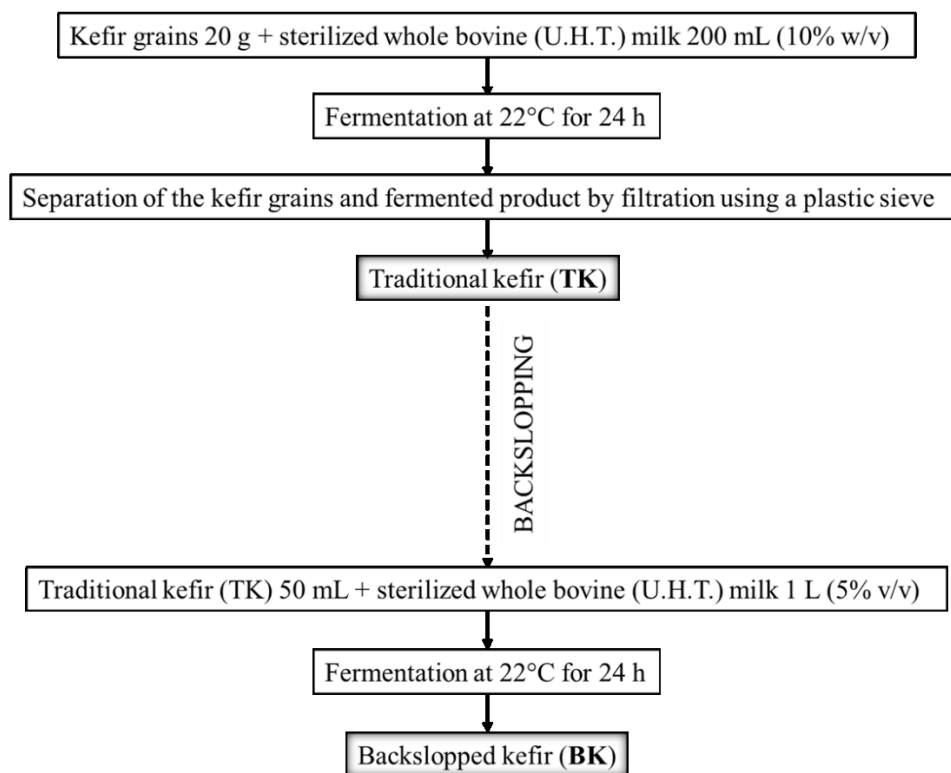 Kefir grains 20 g + sterilized whole bovine (U.H.T.) milk 200 mL (10% w/v)
Fermentation at 22°C for 24 h
Separation of the kefir grains and fermented product by filtration using a plastic sieve
Traditional kefir (TK)
BACKSLOPPING
Traditional kefir (TK) 50 mL + sterilized whole bovine (U.H.T.) milk 1 L (5% v/v)
Fermentation at 22°C for 24 h
Backslopped kefir (BK)